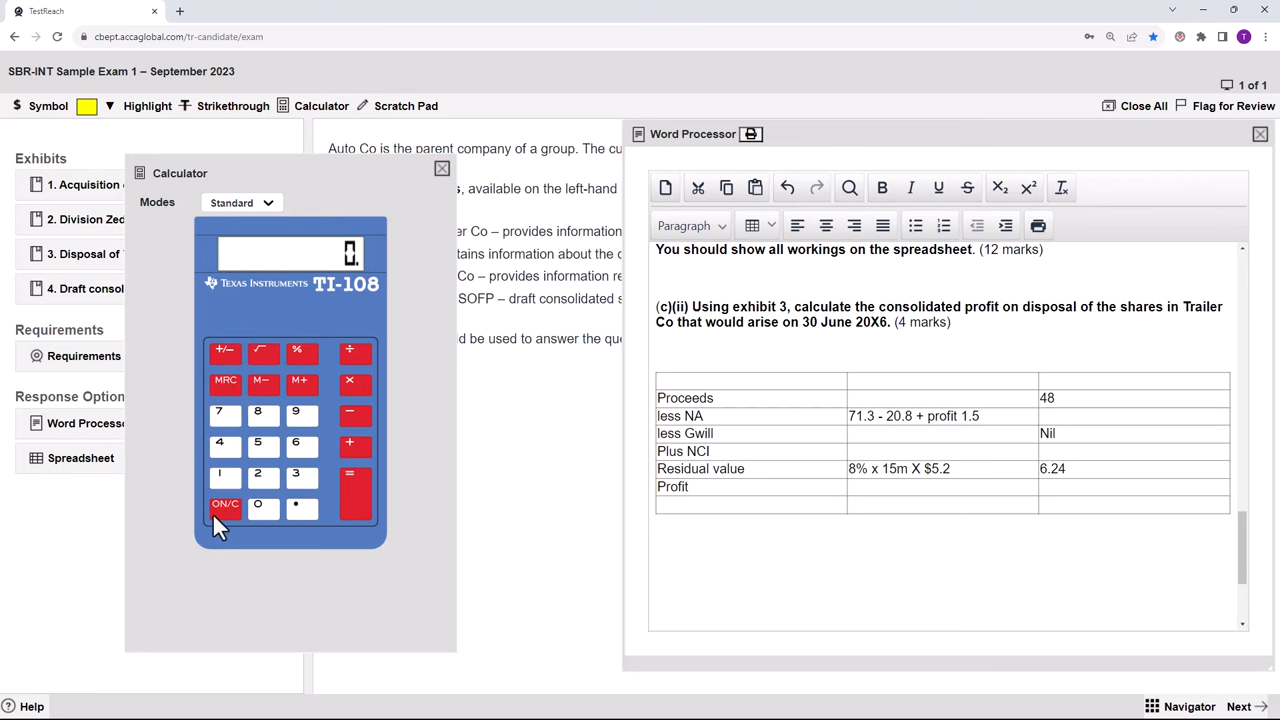 TestReach
cbept.accaglobal.com/tr-candidate/exam
T
SBR-INT Sample Exam 1 – September 2023
1 of 1
$ Symbol
Highlight
T Strikethrough
Calculator
Scratch Pad
Close All
Flag for Review
Exhibits
1. Acquisition
2. Division Zed
3. Disposal of
4. Draft consol
Requirements
Requirements
Response Option
Word Process
Spreadsheet
Auto Co is the parent company of a group. The cu
s, available on the left-hand
er Co – provides information
tains information about the
Co – provides information re
SOFP – draft consolidated s
ld be used to answer the que
Calculator
Modes
Standard
0.
TEXAS INSTRUMENTS TI-108
+/− √ % ÷
MRC M− M+ ×
7 8 9 −
4 5 6 +
1 2 3 =
ON/C 0 •
Word Processor
B I U S X₂ X² Tx
Paragraph
You should show all workings on the spreadsheet. (12 marks)
(c)(ii) Using exhibit 3, calculate the consolidated profit on disposal of the shares in Trailer
Co that would arise on 30 June 20X6. (4 marks)
Proceeds 48
less NA 71.3 - 20.8 + profit 1.5
less Gwill Nil
Plus NCI
Residual value 8% x 15m X $5.2 6.24
Profit
Help
Navigator
Next